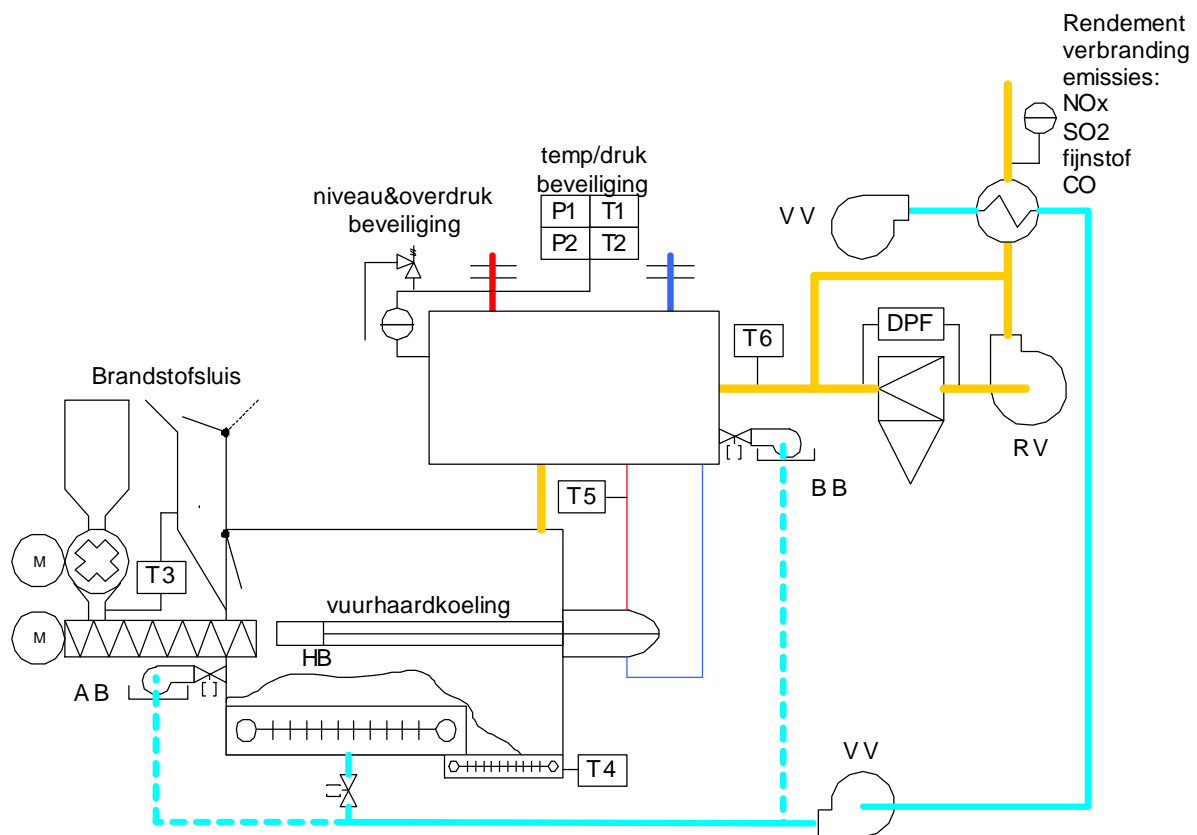 Rendement
verbranding
emissies:
NOx
SO2
fijnstof
CO
temp/druk
beveiliging
niveau&overdruk
beveiliging
P1 T1
P2 T2
V V
DPF
T6
Brandstofsluis
R V
B B
T5
M
T3
vuurhaardkoeling
M
HB
A B
V V
T4